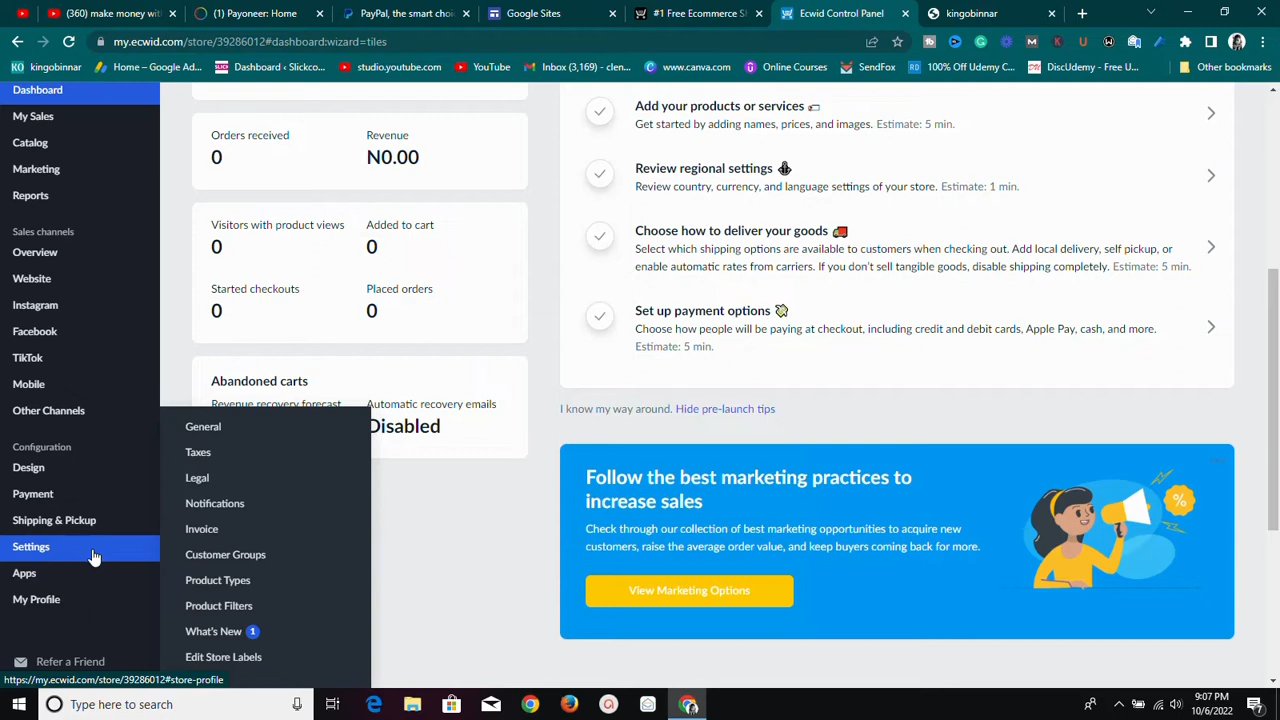 (360) make money with
(1) Payoneer: Home
PayPal, the smart choic
Google Sites
#1 Free Ecommerce Sh
Ecwid Control Panel
kingobinnar
my.ecwid.com/store/39286012#dashboard:wizard=tiles
kingobinnar
Home – Google Ad...
Dashboard ‹ Slickco...
studio.youtube.com
YouTube
Inbox (3,169) - clen...
www.canva.com
Online Courses
SendFox
100% Off Udemy C...
DiscUdemy - Free U...
Other bookmarks
Dashboard
My Sales
Catalog
Marketing
Reports
Sales channels
Overview
Website
Instagram
Facebook
TikTok
Mobile
Other Channels
Configuration
Design
Payment
Shipping & Pickup
Settings
Apps
My Profile
Refer a Friend
https://my.ecwid.com/store/39286012#store-profile
General
Taxes
Legal
Notifications
Invoice
Customer Groups
Product Types
Product Filters
What's New 1
Edit Store Labels
Orders received
0
Revenue
N0.00
Visitors with product views
0
Added to cart
0
Started checkouts
0
Placed orders
0
Abandoned carts
Revenue recovery forecast
Automatic recovery emails
Disabled
Add your products or services
Get started by adding names, prices, and images. Estimate: 5 min.
Review regional settings
Review country, currency, and language settings of your store. Estimate: 1 min.
Choose how to deliver your goods
Select which shipping options are available to customers when checking out. Add local delivery, self pickup, or
enable automatic rates from carriers. If you don't sell tangible goods, disable shipping completely. Estimate: 5 min.
Set up payment options
Choose how people will be paying at checkout, including credit and debit cards, Apple Pay, cash, and more.
Estimate: 5 min.
I know my way around. Hide pre-launch tips
Follow the best marketing practices to
increase sales
Check through our collection of best marketing opportunities to acquire new
customers, raise the average order value, and keep buyers coming back for more.
View Marketing Options
%
Type here to search
9:07 PM
10/6/2022